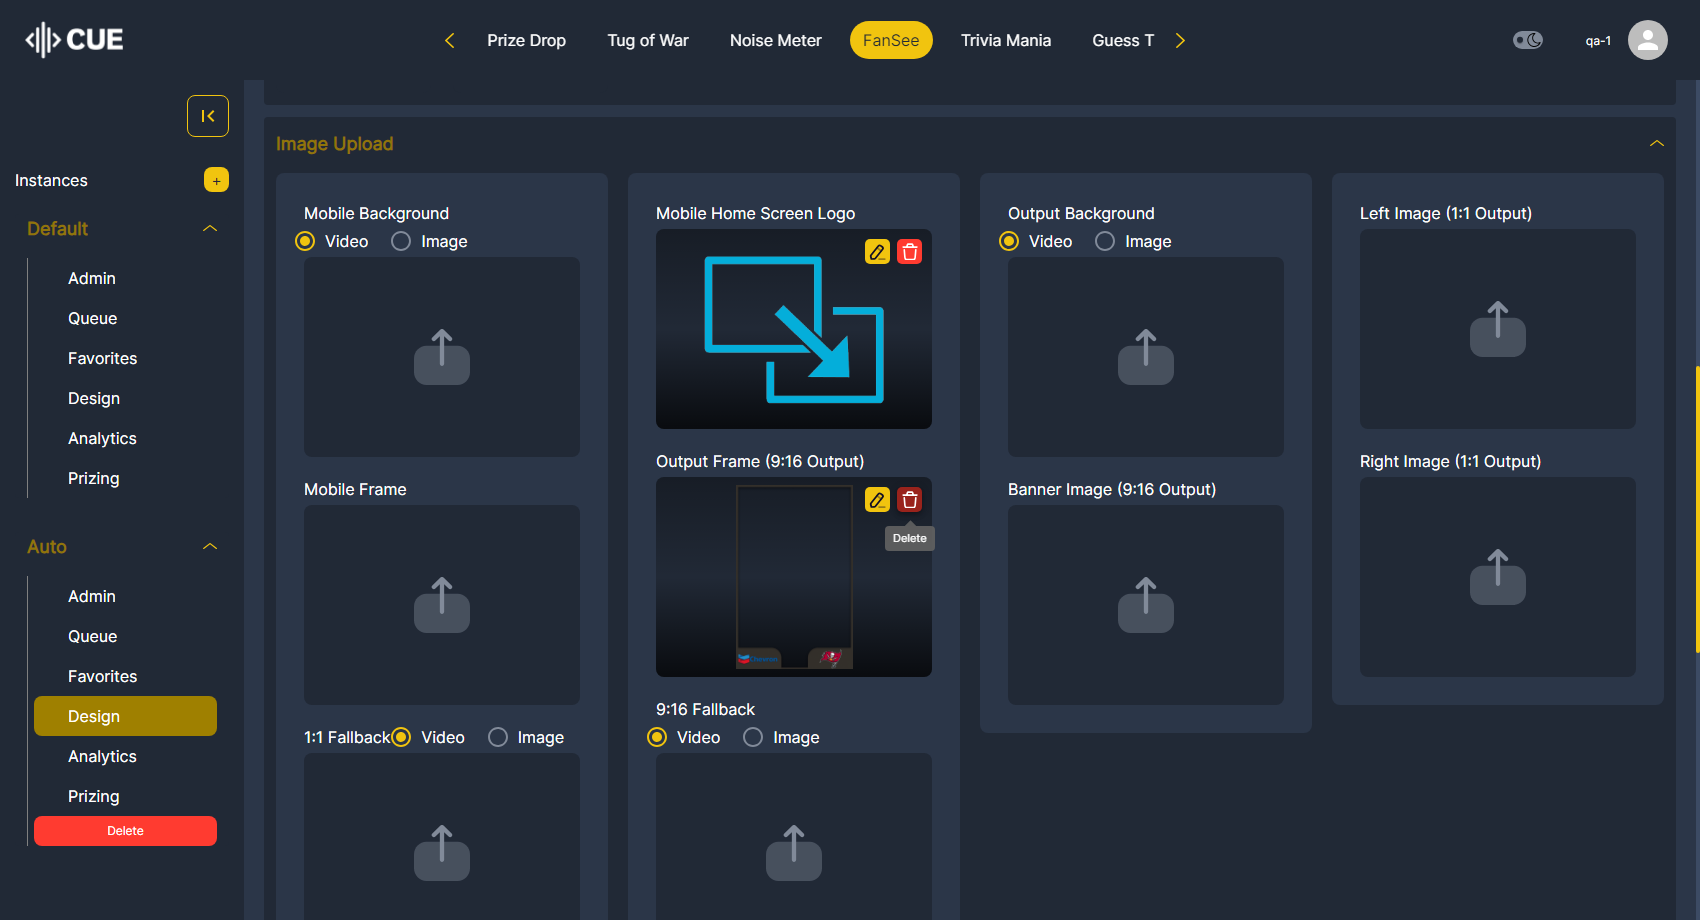 CUE
Prize Drop
Tug of War
Noise Meter
FanSee
Trivia Mania
Guess T
qa-1
Instances
+
Default
Admin
Queue
Favorites
Design
Analytics
Prizing
Auto
Admin
Queue
Favorites
Design
Analytics
Prizing
Delete
Image Upload
Mobile Background
Video
Image
Mobile Frame
1:1 Fallback
Video
Image
Mobile Home Screen Logo
Output Frame (9:16 Output)
Delete
9:16 Fallback
Video
Image
Output Background
Video
Image
Banner Image (9:16 Output)
Left Image (1:1 Output)
Right Image (1:1 Output)